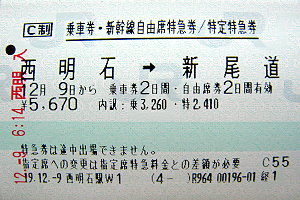 C制 乗車券・新幹線自由席特急券/特定特急券
西明石 → 新尾道
12月 9日から 乗車券2日間・自由席券2日間有効
¥5,670 内訳:乗3,260・特2,410
特急券は途中出場できません。
指定席への変更は指定席特急料金との差額が必要 C55
19.12.-9 西明石駅W1 (4-) R964 00196-01
12.-9. 6:14 西明 入